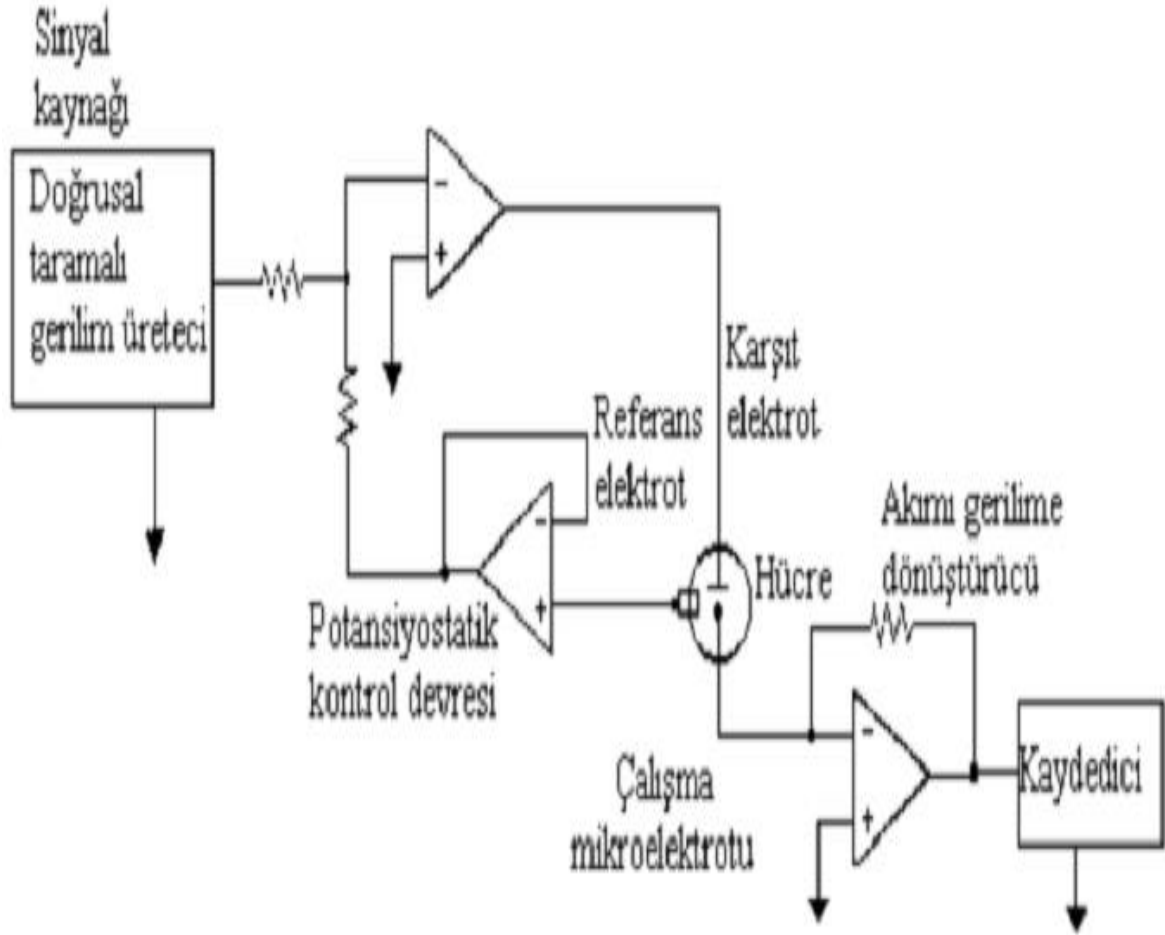 Sinyal
kaynağı
Doğrusal
taramalı
gerilim üreteci
-
+
Karşıt
elektrot
Referans
elektrot
-
+
Potansiyostatik
kontrol devresi
Hücre
Akımı gerilime
dönüştürücü
-
+
Çalışma
mikroelektrotu
Kaydedici